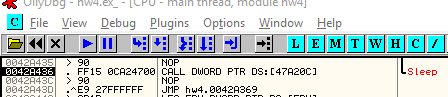 OllyDbg - hw4.ex_ - [CPU - main thread, module hw4]
C File View Debug Plugins Options Window Help
L E M T W H C /
0042A435 > 90 NOP
0042A436 . FF15 0CA24700 CALL DWORD PTR DS:[47A20C] Sleep
0042A43C . 90 NOP
0042A43D .^E9 27FFFFFF JMP hw4.0042A369